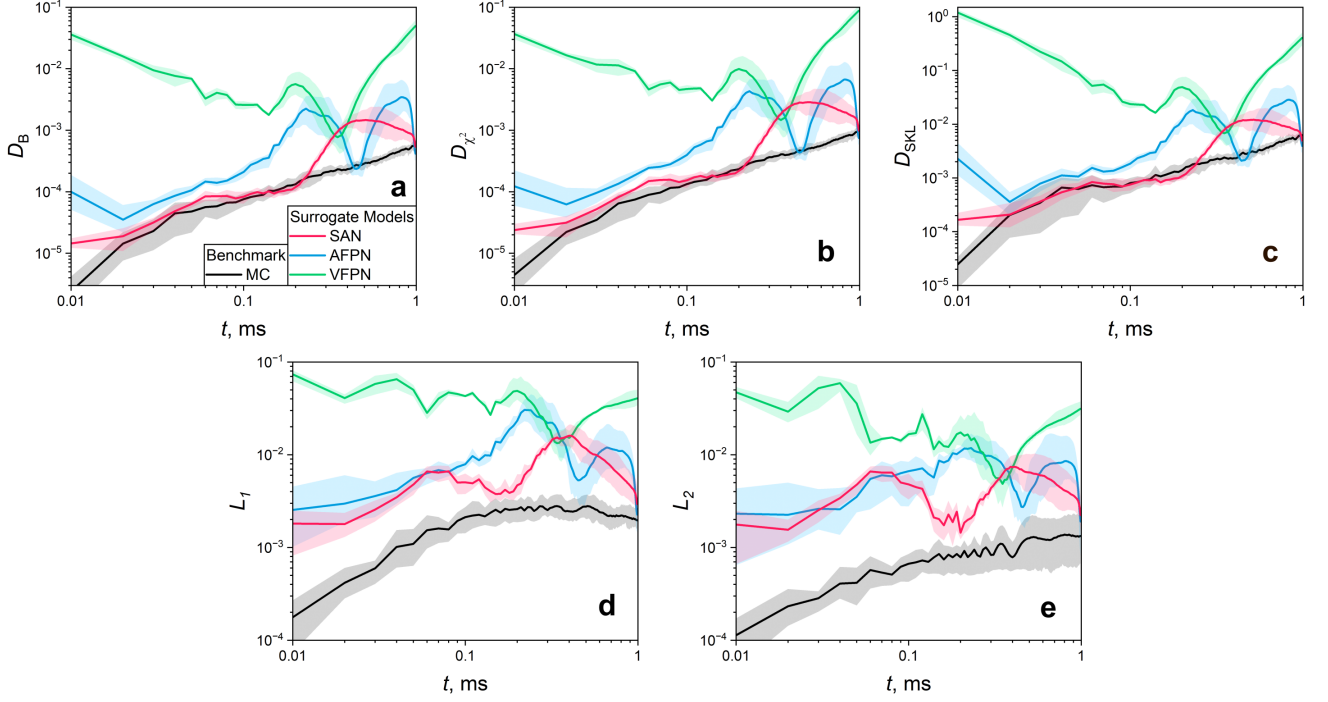 10⁻¹
10⁻²
10⁻³
10⁻⁴
10⁻⁵
D_B
0.01
0.1
1
t, ms
a
Benchmark
MC
Surrogate Models
SAN
AFPN
VFPN
10⁻¹
10⁻²
10⁻³
10⁻⁴
10⁻⁵
D_χ²
0.01
0.1
1
t, ms
b
10⁰
10⁻¹
10⁻²
10⁻³
10⁻⁴
10⁻⁵
D_SKL
0.01
0.1
1
t, ms
c
10⁻¹
10⁻²
10⁻³
10⁻⁴
L₁
0.01
0.1
1
t, ms
d
10⁻¹
10⁻²
10⁻³
10⁻⁴
L₂
0.01
0.1
1
t, ms
e